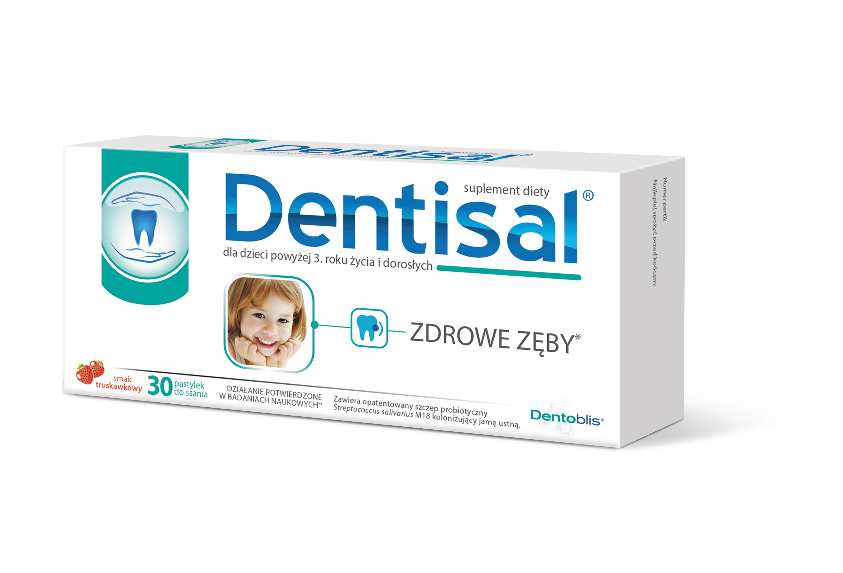 Dentisal®
suplement diety
Dentisal®
dla dzieci powyżej 3. roku życia i dorosłych
ZDROWE ZĘBY*
smak
truskawkowy
30 pastylek
do ssania
DZIAŁANIE POTWIERDZONE
W BADANIACH NAUKOWYCH**
Zawiera opatentowany szczep probiotyczny
Streptococcus salivarius M18 kolonizujący jamę ustną.
Dentoblis®
Numer partii:
Najlepiej spożyć przed końcem: